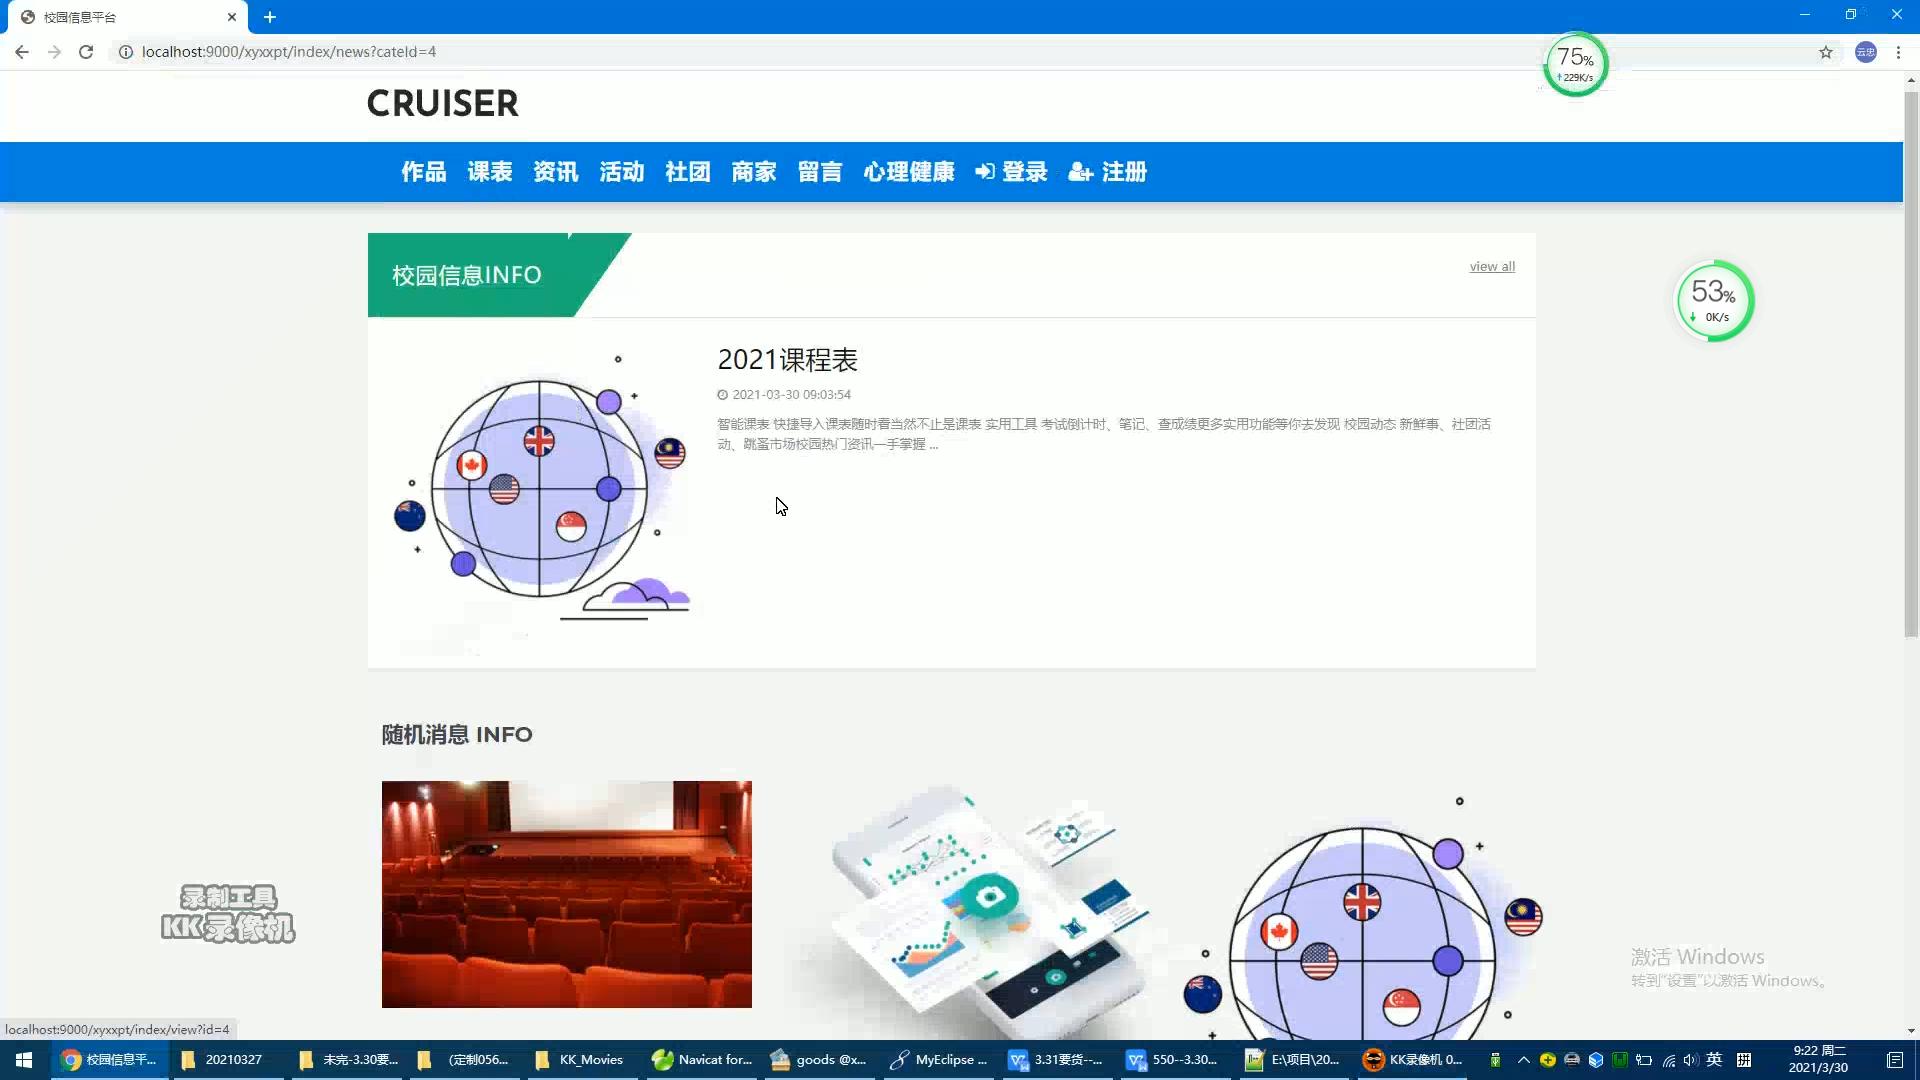 校园信息平台
localhost:9000/xyxxpt/index/news?cateId=4
云忠
75%
229K/s
CRUISER
作品 课表 资讯 活动 社团 商家 留言 心理健康 登录 注册
校园信息INFO
view all
53%
0K/s
2021课程表
2021-03-30 09:03:54
智能课表 快捷导入课表随时看当然不止是课表 实用工具 考试倒计时、笔记、查成绩更多实用功能等你去发现 校园动态 新鲜事、社团活
动、跳蚤市场校园热门资讯一手掌握 ...
随机消息 INFO
录制工具
KK录像机
激活 Windows
转到"设置"以激活 Windows。
localhost:9000/xyxxpt/index/view?id=4
校园信息平...
20210327
未完-3.30要...
(定制056...
KK_Movies
Navicat for...
goods @x...
MyEclipse ...
3.31要货--...
550--3.30...
E:\项目\20...
KK录像机 0...
英
拼
9:22 周二
2021/3/30